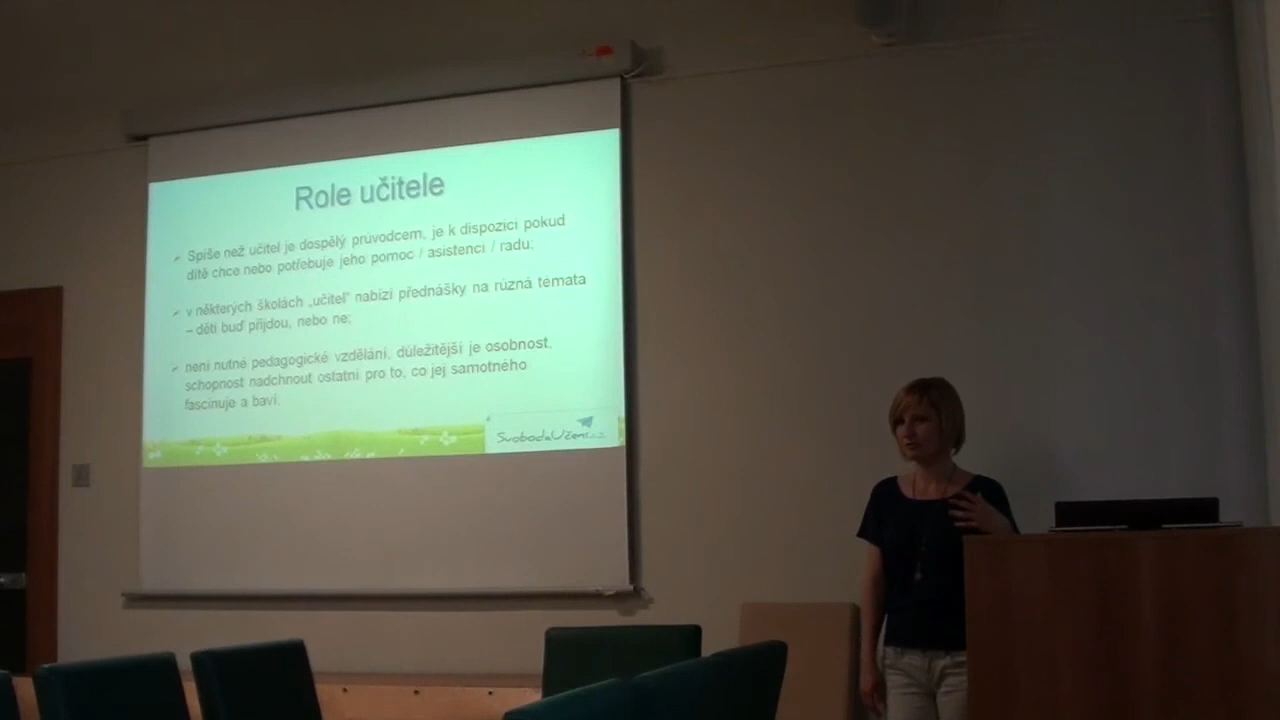 Role učitele
Spíše než učitel je dospělý průvodcem, je k dispozici pokud
dítě chce nebo potřebuje jeho pomoc / asistenci / radu;
v některých školách „učitel“ nabízí přednášky na různá témata
– děti buď přijdou, nebo ne;
není nutné pedagogické vzdělání, důležitější je osobnost,
schopnost nadchnout ostatní pro to, co jej samotného
fascinuje a baví.
SvobodaUčení.cz